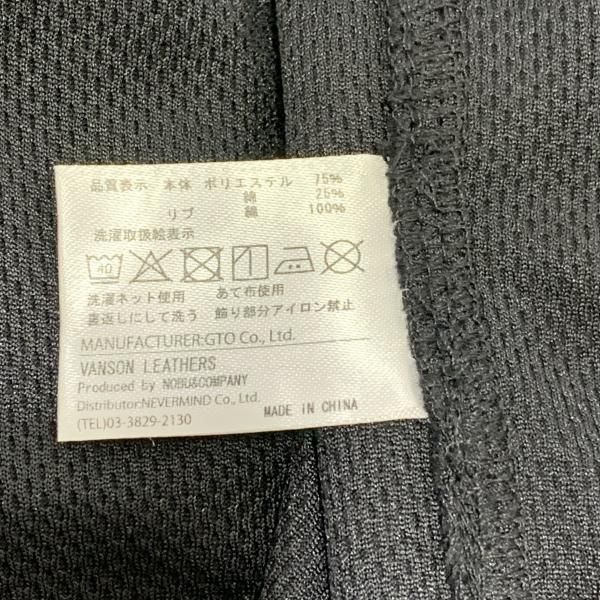 品質表示 本体 ポリエステル 75%
綿 25%
リブ 綿 100%
洗濯取扱絵表示
40
洗濯ネット使用 あて布使用
裏返しにして洗う 飾り部分アイロン禁止
MANUFACTURER:GTO Co., Ltd.
VANSON LEATHERS
Produced by NOBU&COMPANY
Distributor:NEVERMIND Co., Ltd.
(TEL)03-3829-2130 MADE IN CHINA